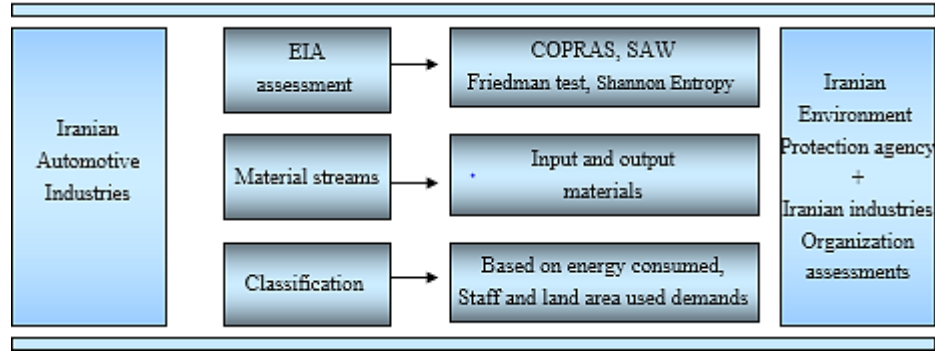 Iranian
Automotive
Industries
EIA
assessment
COPRAS, SAW
Friedman test, Shannon Entropy
Material streams
Input and output
materials
Classification
Based on energy consumed,
Staff and land area used demands
Iranian
Environment
Protection agency
+
Iranian industries
Organization
assessments